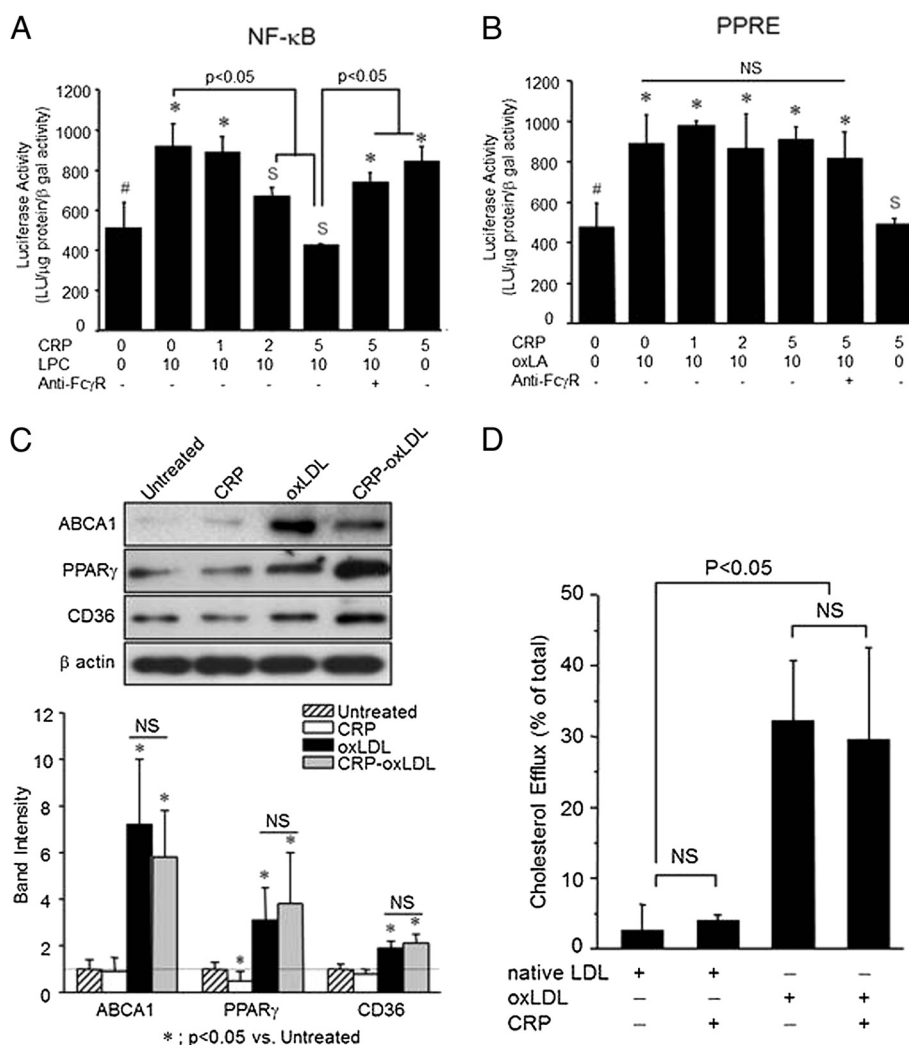 A
NF-κB
p<0.05
p<0.05
1200
1000
800
600
400
200
0
Luciferase Activity
(LU/μg protein/β gal activity)
#
*
*
S
S
*
*
CRP 0 0 1 2 5 5 5
LPC 0 10 10 10 10 10 0
Anti-FcγR - - - - - + -
B
PPRE
NS
1200
1000
800
600
400
200
0
Luciferase Activity
(LU/μg protein/β gal activity)
#
*
*
*
*
*
S
CRP 0 0 1 2 5 5 5
oxLA 0 10 10 10 10 10 0
Anti-FcγR - - - - - + -
C
Untreated
CRP
oxLDL
CRP-oxLDL
ABCA1
PPARγ
CD36
β actin
12
10
8
6
4
2
0
Band Intensity
Untreated
CRP
oxLDL
CRP-oxLDL
NS
*
*
NS
*
*
*
NS
*
*
ABCA1 PPARγ CD36
* ; p<0.05 vs. Untreated
D
P<0.05
NS
NS
50
40
30
20
10
5
0
Cholesterol Efflux (% of total)
native LDL + + – –
oxLDL – – + +
CRP – + – +